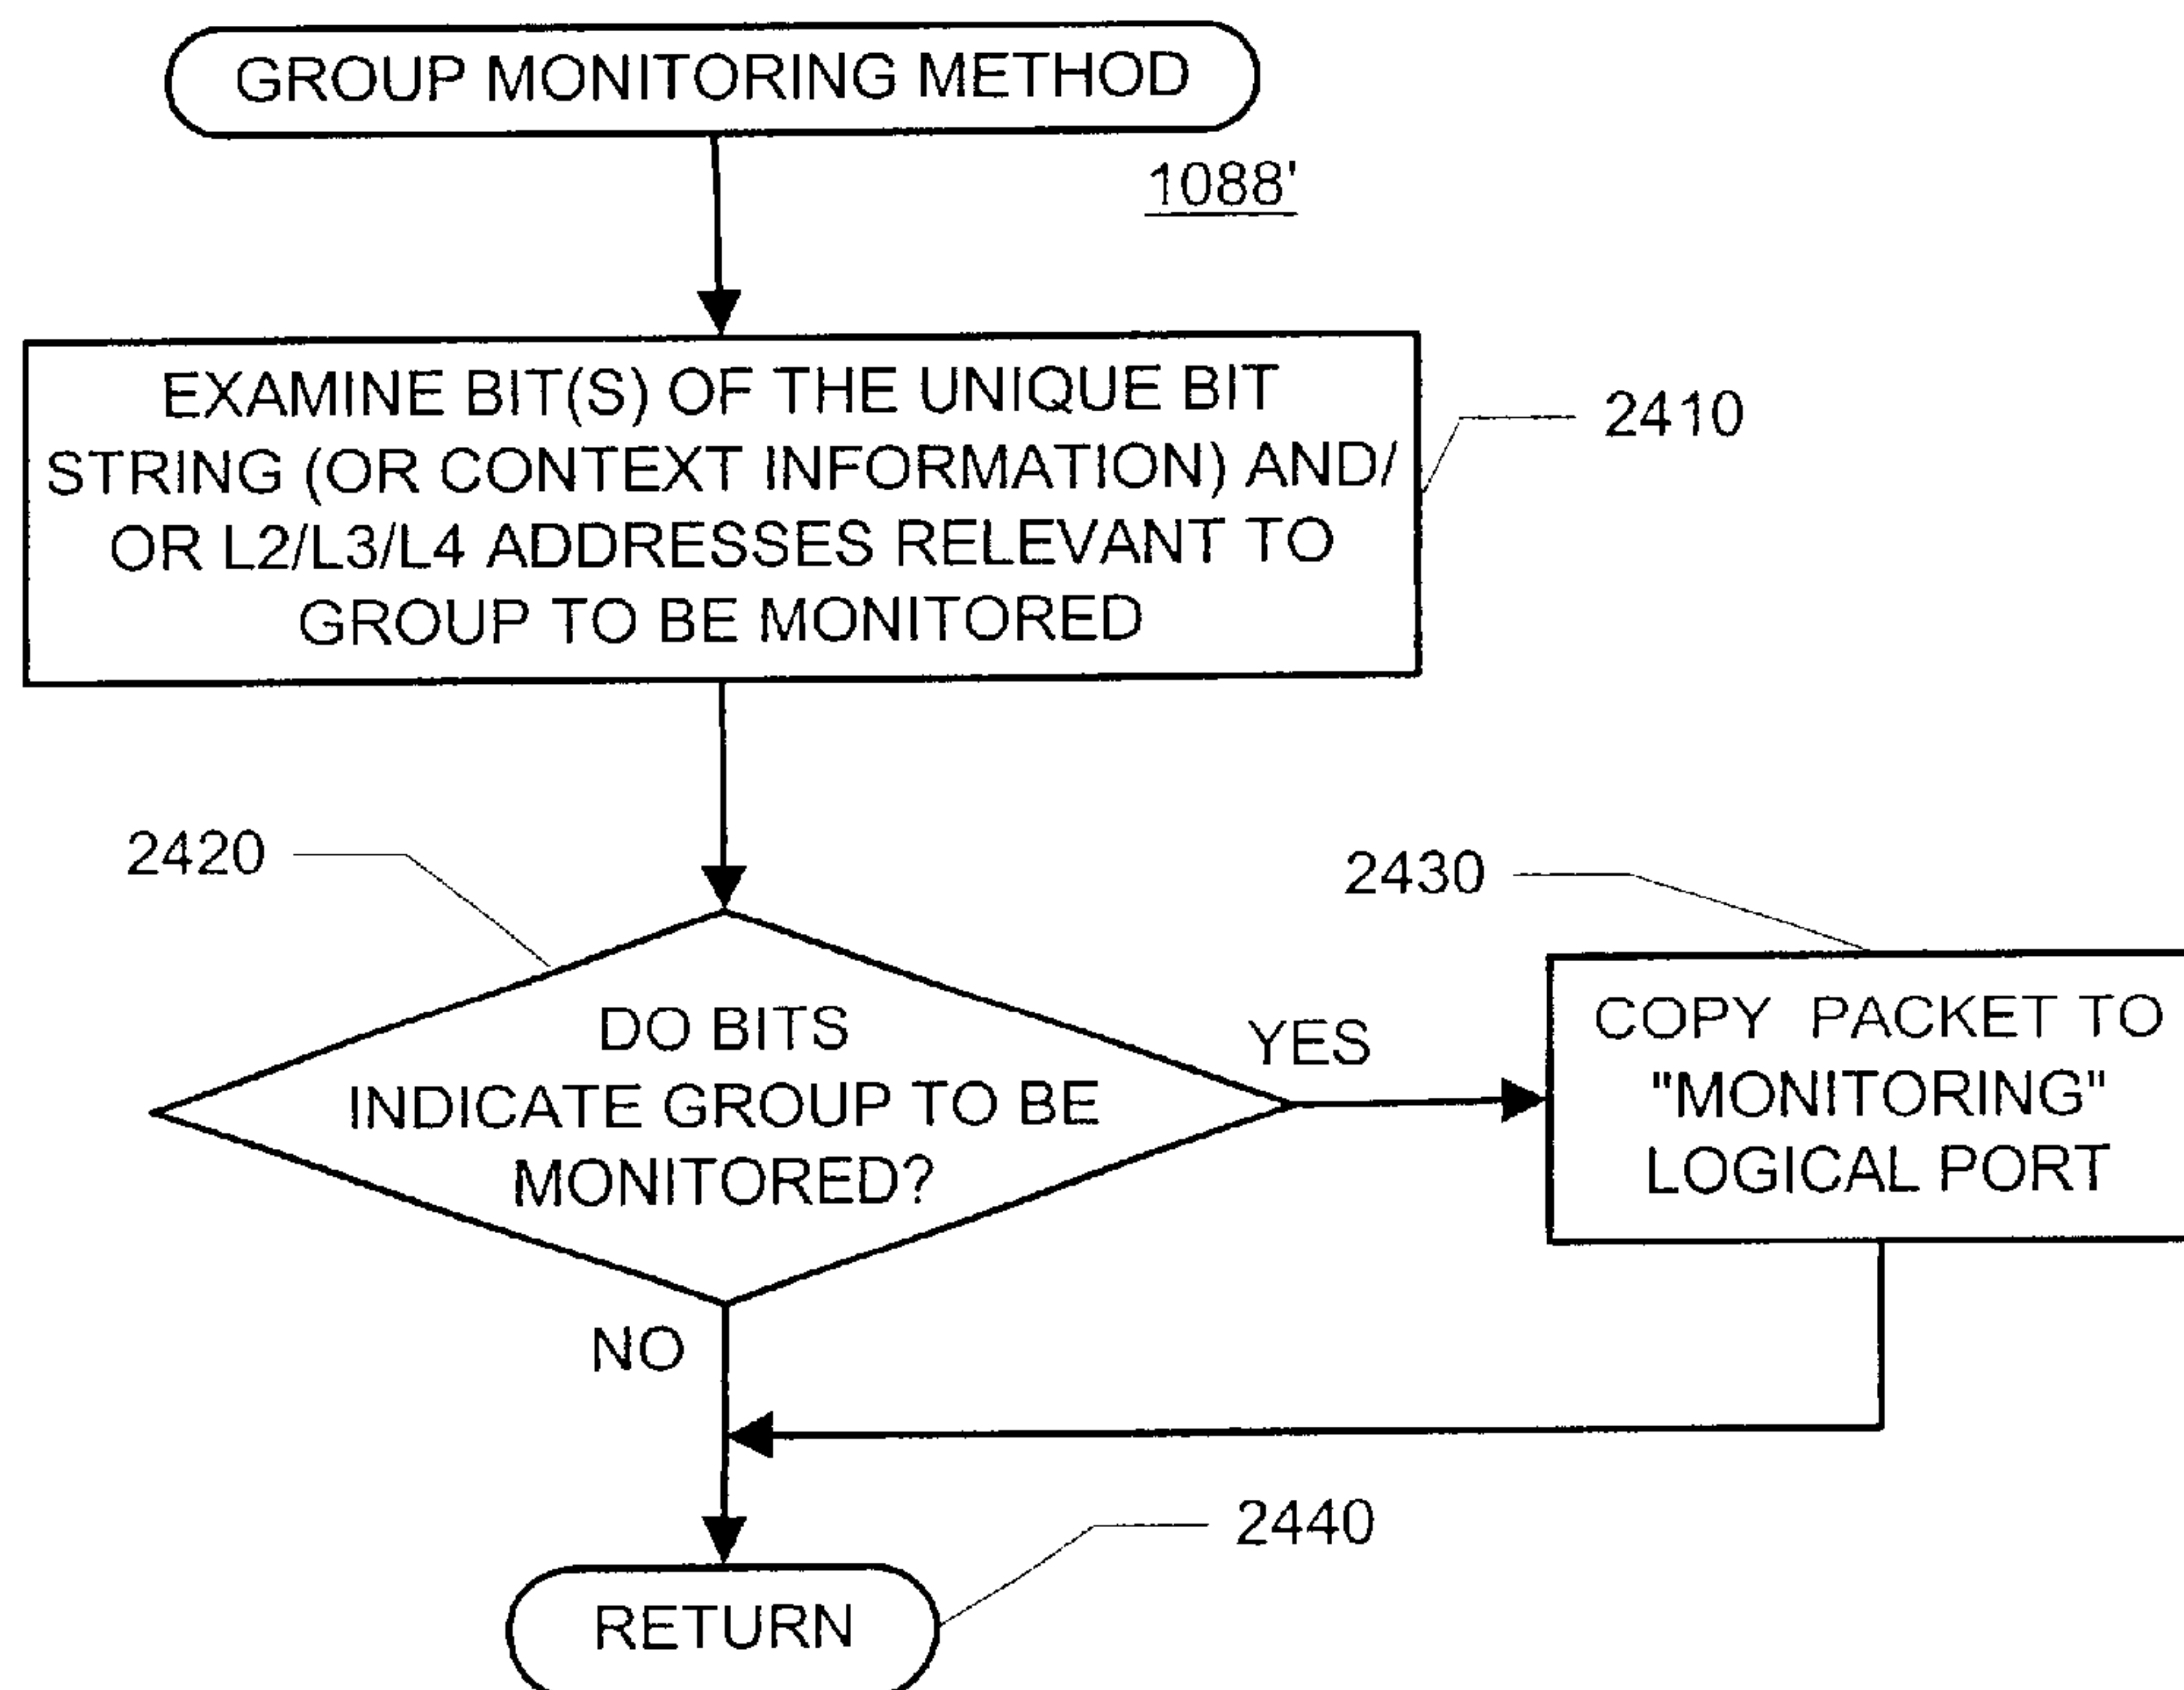 GROUP MONITORING METHOD
1088'
EXAMINE BIT(S) OF THE UNIQUE BIT
STRING (OR CONTEXT INFORMATION) AND/
OR L2/L3/L4 ADDRESSES RELEVANT TO
GROUP TO BE MONITORED
2410
2420
DO BITS
INDICATE GROUP TO BE
MONITORED?
YES
2430
COPY PACKET TO
"MONITORING"
LOGICAL PORT
NO
2440
RETURN